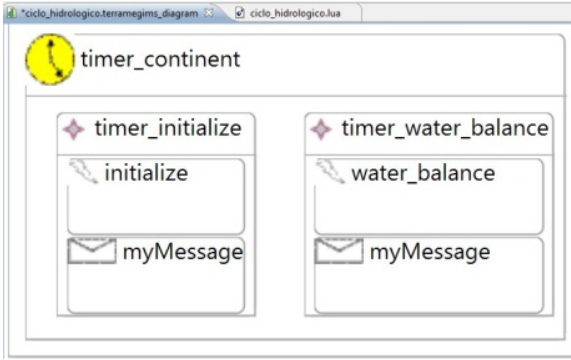 *ciclo_hidrologico.terramegims_diagram ciclo_hidrologico.lua
timer_continent
timer_initialize timer_water_balance
initialize water_balance
myMessage myMessage